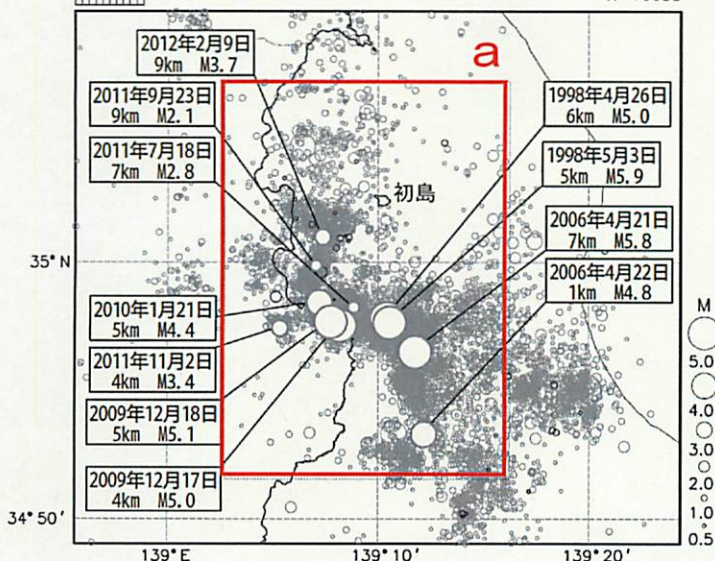 2012年2月9日
9km M3.7
a
2011年9月23日
9km M2.1
2011年7月18日
7km M2.8
1998年4月26日
6km M5.0
1998年5月3日
5km M5.9
初島
2006年4月21日
7km M5.8
2006年4月22日
1km M4.8
35°N
2010年1月21日
5km M4.4
2011年11月2日
4km M3.4
2009年12月18日
5km M5.1
2009年12月17日
4km M5.0
M
5.0
4.0
3.0
2.0
1.0
0.5
34°50'
139°E
139°10'
139°20'